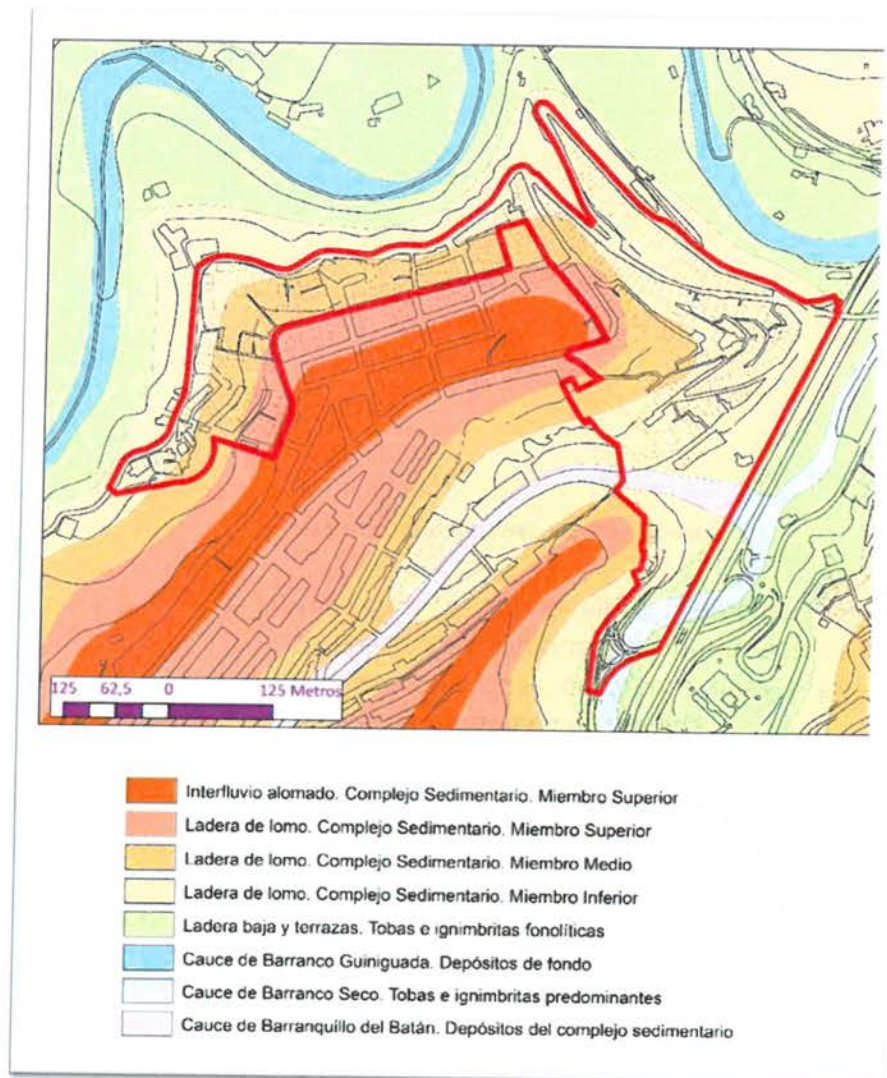 125 62,5 0 125 Metros
Interfluvio alomado. Complejo Sedimentario. Miembro Superior
Ladera de lomo. Complejo Sedimentario. Miembro Superior
Ladera de lomo. Complejo Sedimentario. Miembro Medio
Ladera de lomo. Complejo Sedimentario. Miembro Inferior
Ladera baja y terrazas. Tobas e ignimbritas fonolíticas
Cauce de Barranco Guiniguada. Depósitos de fondo
Cauce de Barranco Seco. Tobas e ignimbritas predominantes
Cauce de Barranquillo del Batán. Depósitos del complejo sedimentario